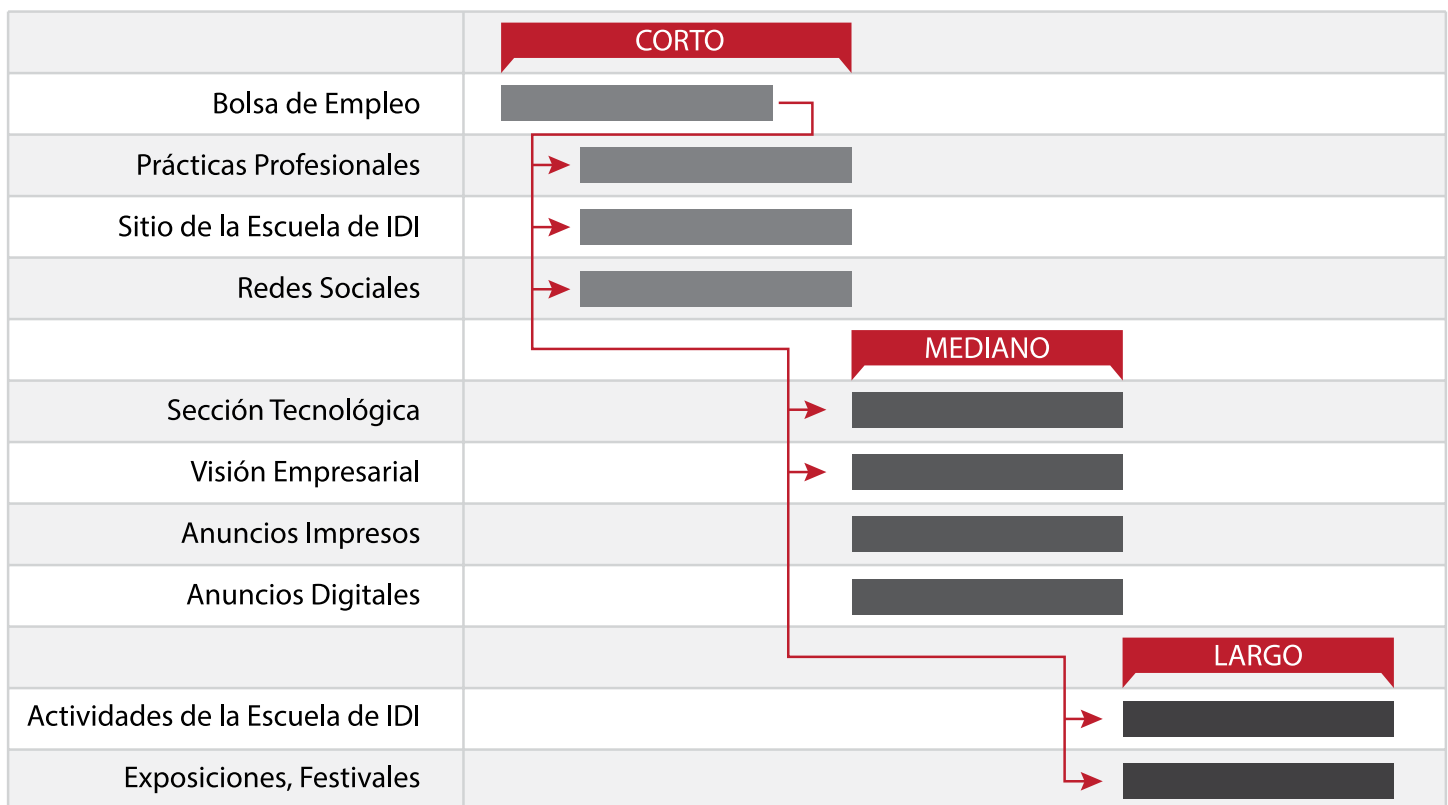 CORTO
Bolsa de Empleo
Prácticas Profesionales
Sitio de la Escuela de IDI
Redes Sociales
MEDIANO
Sección Tecnológica
Visión Empresarial
Anuncios Impresos
Anuncios Digitales
LARGO
Actividades de la Escuela de IDI
Exposiciones, Festivales